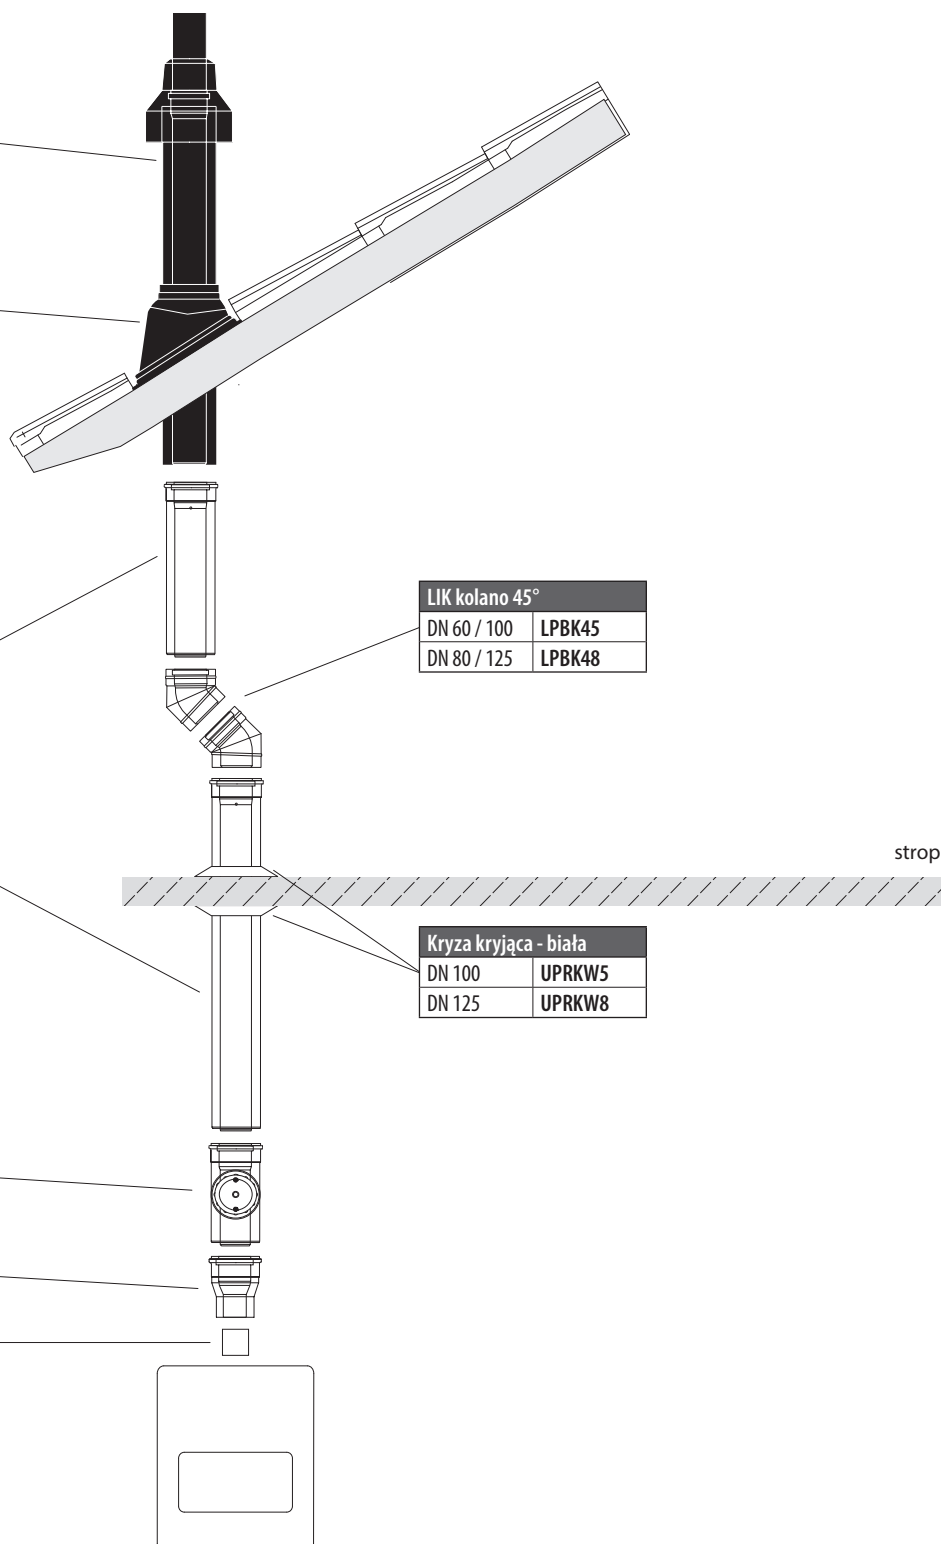 LIK kolano 45°
DN 60 / 100 LPBK45
DN 80 / 125 LPBK48
strop
Kryza kryjąca - biała
DN 100 UPRKW5
DN 125 UPRKW8